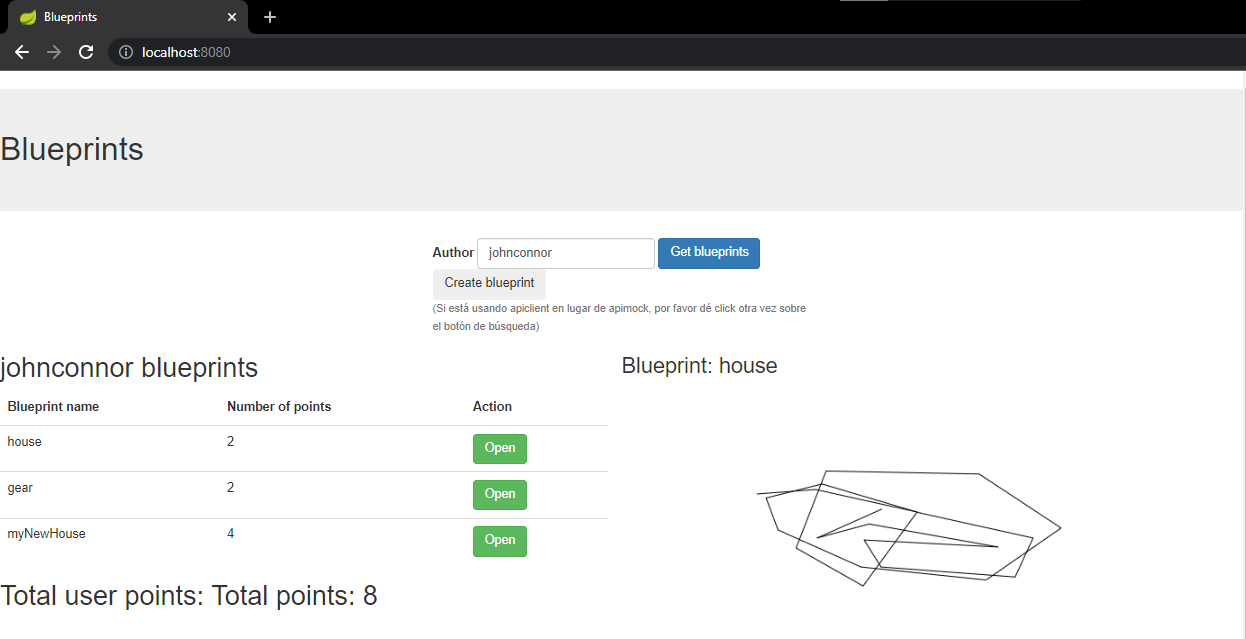 Blueprints
localhost:8080
Blueprints
Author johnconnor Get blueprints
Create blueprint
(Si está usando apiclient en lugar de apimock, por favor dé click otra vez sobre
el botón de búsqueda)
johnconnor blueprints
Blueprint name Number of points Action
house 2 Open
gear 2 Open
myNewHouse 4 Open
Total user points: Total points: 8
Blueprint: house